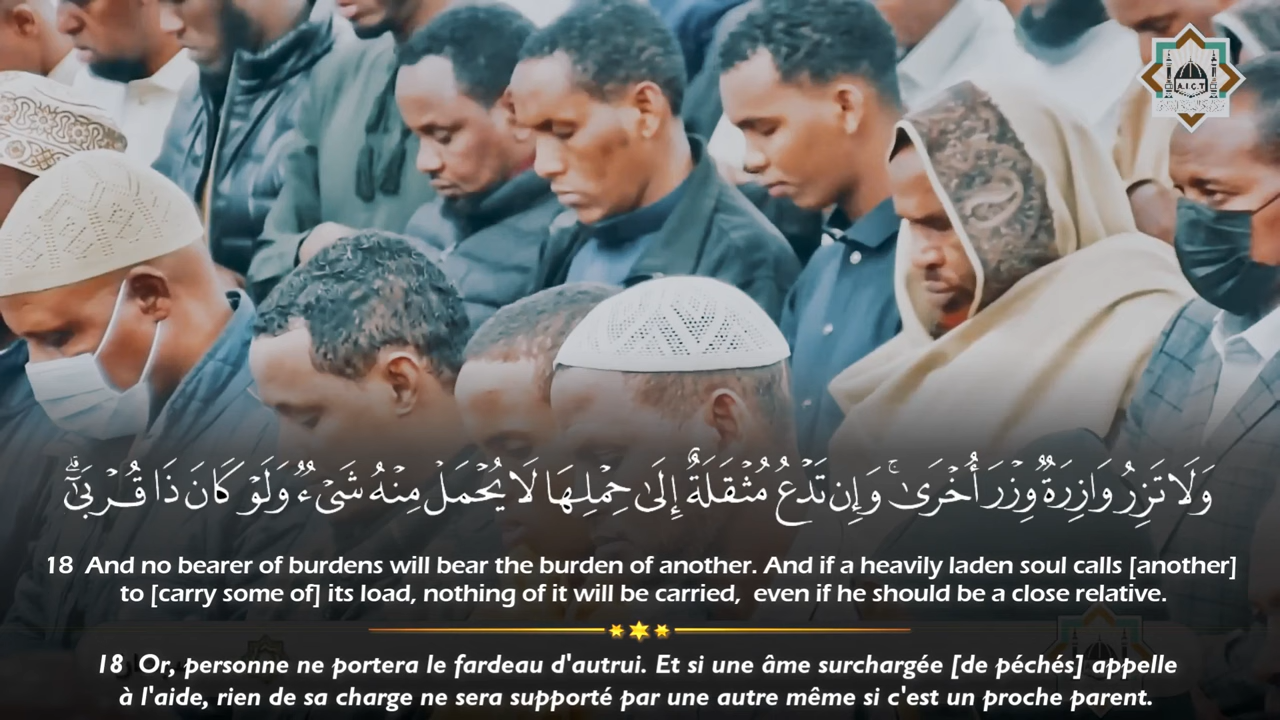 A.I.C.T
وَلَا تَزِرُ وَازِرَةٌ وِزْرَ أُخْرَىٰ ۚ وَإِن تَدْعُ مُثْقَلَةٌ إِلَىٰ حِمْلِهَا لَا يُحْمَلْ مِنْهُ شَىْءٌ وَلَوْ كَانَ ذَا قُرْبَىٰٓ ۗ
18 And no bearer of burdens will bear the burden of another. And if a heavily laden soul calls [another]
to [carry some of] its load, nothing of it will be carried, even if he should be a close relative.
18 Or, personne ne portera le fardeau d'autrui. Et si une âme surchargée [de péchés] appelle
à l'aide, rien de sa charge ne sera supporté par une autre même si c'est un proche parent.